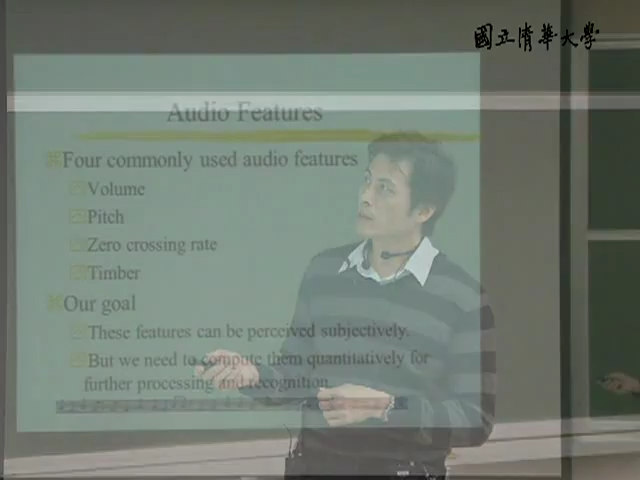 國立清華大學
Audio Features
Four commonly used audio features
Volume
Pitch
Zero crossing rate
Timber
Our goal
These features can be perceived subjectively.
But we need to compute them quantitatively for
further processing and recognition